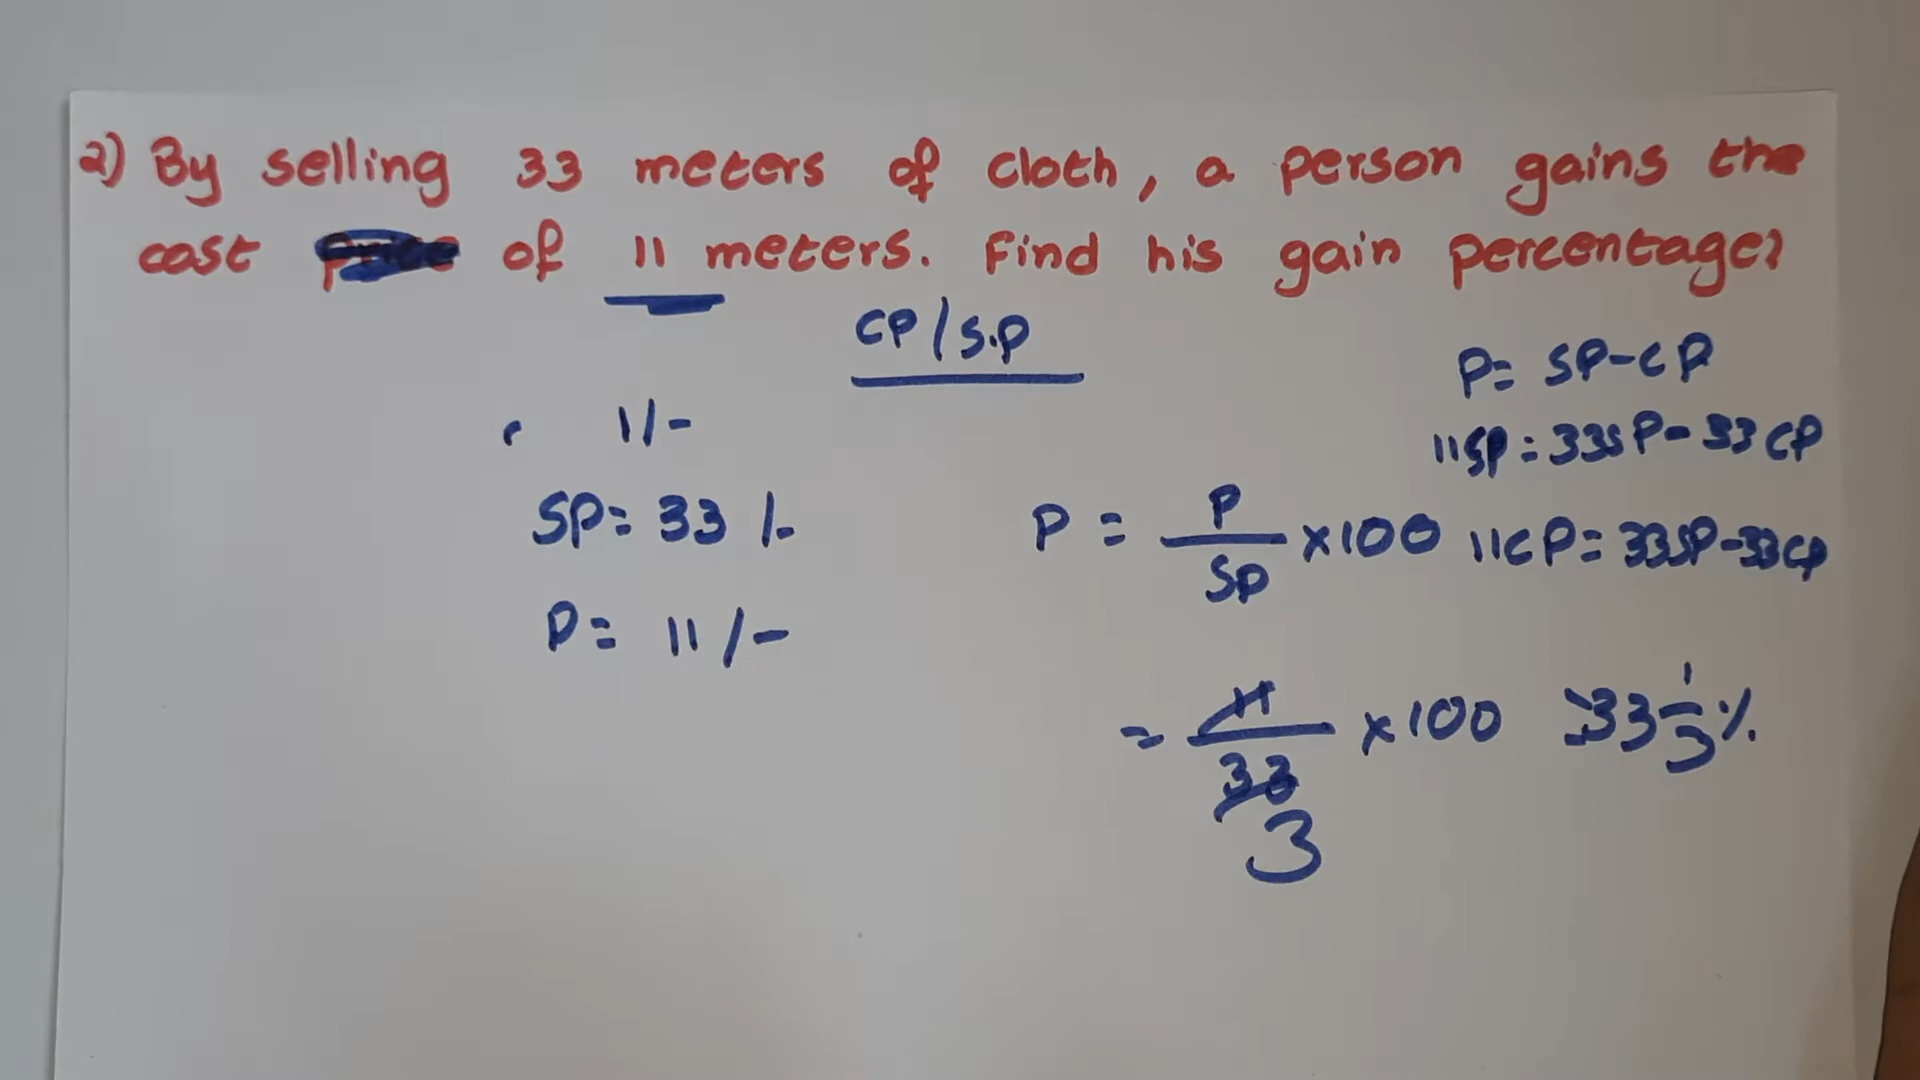 2) By selling 33 meters of cloth, a person gains the
cost of 11 meters. Find his gain percentage?
CP/S.P
P= SP-CP
1/-
11SP=33SP-33CP
SP= 33/-
P = P/SP ×100
11CP=33SP-33CP
P= 11/-
= 11/33 ×100 =33 1/3 %
3